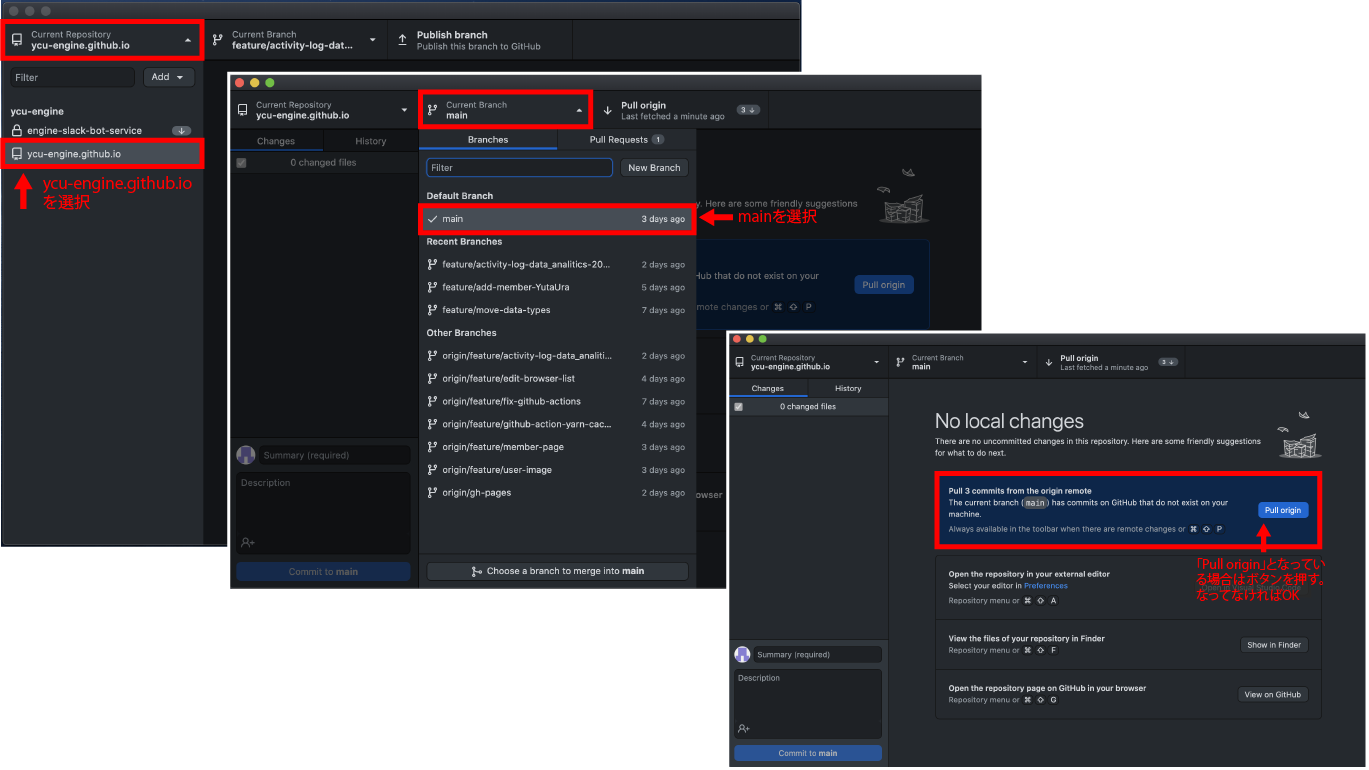 Current Repository
ycu-engine.github.io
Current Branch
feature/activity-log-dat...
Publish branch
Publish this branch to GitHub
Filter
Add
ycu-engine
engine-slack-bot-service
ycu-engine.github.io
ycu-engine.github.io
を選択
Current Repository
ycu-engine.github.io
Current Branch
main
Pull origin
Last fetched a minute ago
3
Changes
History
0 changed files
Branches
Pull Requests 1
Filter
New Branch
Default Branch
main 3 days ago
mainを選択
Recent Branches
feature/activity-log-data_analitics-20... 2 days ago
feature/add-member-YutaUra 5 days ago
feature/move-data-types 7 days ago
Other Branches
origin/feature/activity-log-data_analiti... 2 days ago
origin/feature/edit-browser-list 4 days ago
origin/feature/fix-github-actions 7 days ago
origin/feature/github-action-yarn-cac... 4 days ago
origin/feature/member-page 3 days ago
origin/feature/user-image 3 days ago
origin/gh-pages 2 days ago
Choose a branch to merge into main
y. Here are some friendly suggestions
Hub that do not exist on your
Pull origin
mote changes or ⌘ ⇧ P
owser
Summary (required)
Description
Commit to main
Current Repository
ycu-engine.github.io
Current Branch
main
Pull origin
Last fetched a minute ago
3
Changes
History
0 changed files
No local changes
There are no uncommitted changes in this repository. Here are some friendly suggestions
for what to do next.
Pull 3 commits from the origin remote
The current branch (main) has commits on GitHub that do not exist on your
machine.
Pull origin
Always available in the toolbar when there are remote changes or ⌘ ⇧ P
「Pull origin」となってい
る場合はボタンを押す。
なってなければOK
Open the repository in your external editor
Select your editor in Preferences
Repository menu or ⌘ ⇧ A
View the files of your repository in Finder
Repository menu or ⌘ ⇧ F
Show in Finder
Open the repository page on GitHub in your browser
Repository menu or ⌘ ⇧ G
View on GitHub
Summary (required)
Description
Commit to main